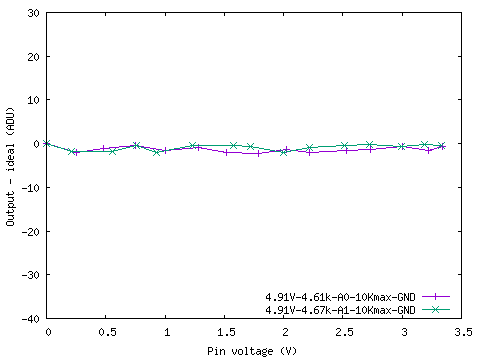 30
20
10
0
-10
-20
-30
-40
Output - ideal (ADU)
4.91V-4.61k-A0-10Kmax-GND
4.91V-4.67k-A1-10Kmax-GND
0 0.5 1 1.5 2 2.5 3 3.5
Pin voltage (V)